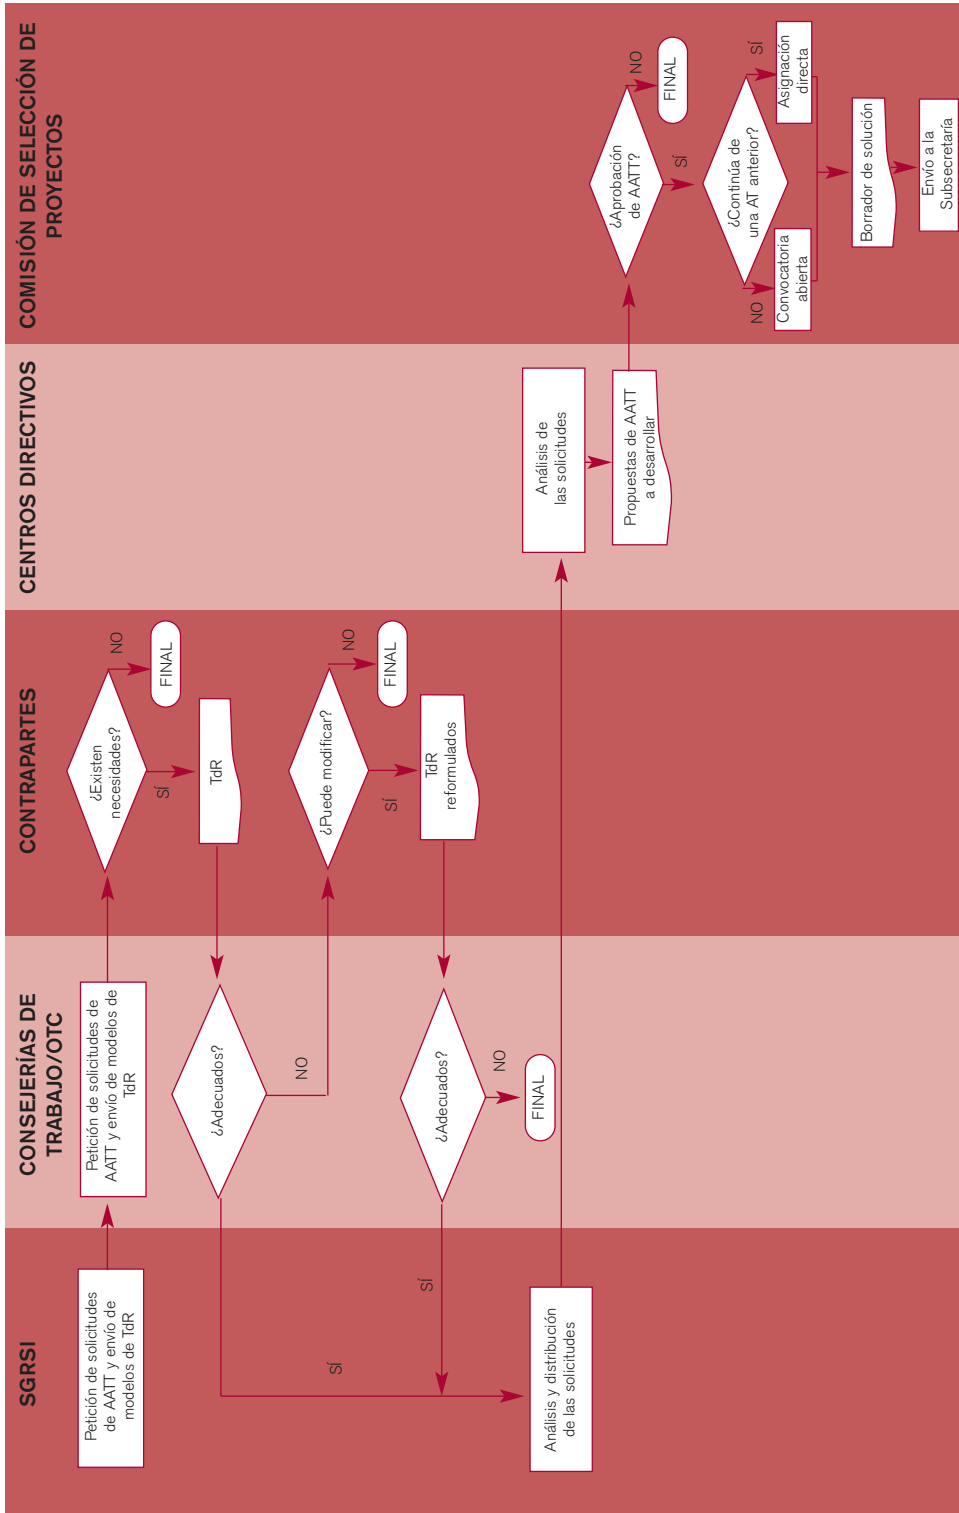 SGRSI
CONSEJERÍAS DE
TRABAJO/OTC
CONTRAPARTES
CENTROS DIRECTIVOS
COMISIÓN DE SELECCIÓN DE
PROYECTOS
Petición de solicitudes
de AATT y envío de
modelos de TdR
Petición de solicitudes de
AATT y envío de modelos de
TdR
¿Existen
necesidades?
NO
FINAL
SÍ
TdR
¿Adecuados?
NO
SÍ
¿Puede modificar?
NO
FINAL
SÍ
TdR
reformulados
¿Adecuados?
NO
FINAL
SÍ
Análisis y distribución
de las solicitudes
Análisis de
las solicitudes
Propuestas de AATT
a desarrollar
¿Aprobación
de AATT?
NO
FINAL
SÍ
¿Continúa de
una AT anterior?
SÍ
Asignación
directa
NO
Convocatoria
abierta
Borrador de solución
Envío a la
Subsecretaría